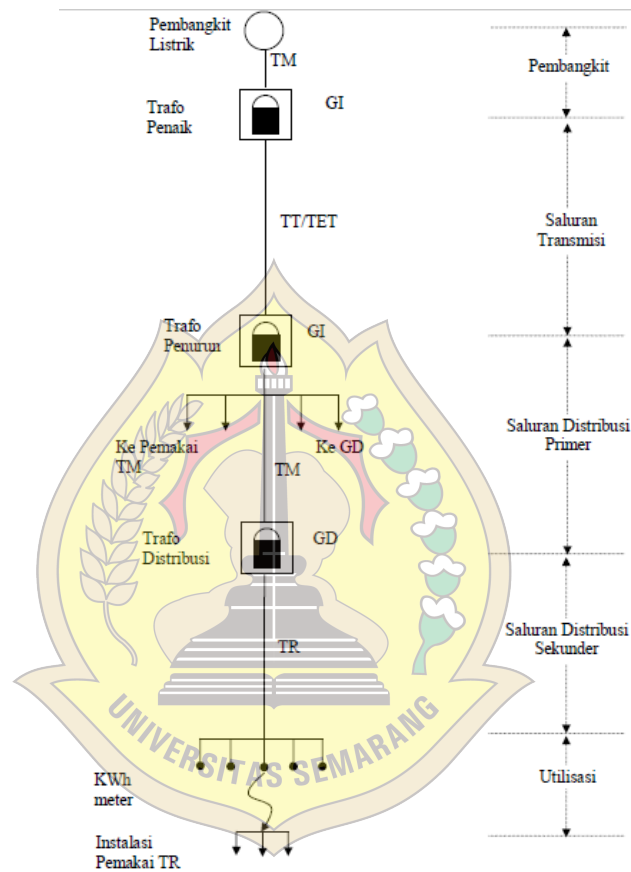 Pembangkit
Listrik
TM
Pembangkit
Trafo
Penaik
GI
TT/TET
Saluran
Transmisi
Trafo
Penurun
GI
Ke Pemakai
TM
Ke GD
Saluran Distribusi
Primer
TM
Trafo
Distribusi
GD
TR
Saluran Distribusi
Sekunder
UNIVERSITAS SEMARANG
KWh
meter
Utilisasi
Instalasi
Pemakai TR